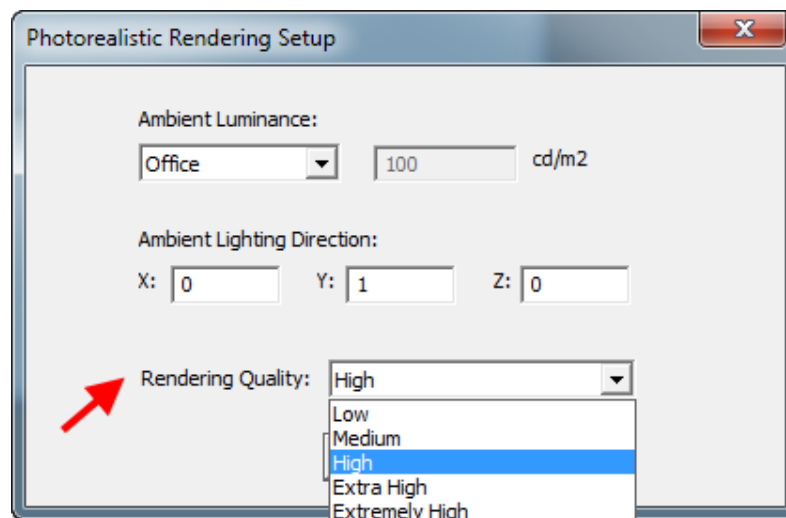 Photorealistic Rendering Setup
Ambient Luminance:
Office 100 cd/m2
Ambient Lighting Direction:
X: 0 Y: 1 Z: 0
Rendering Quality: High
Low
Medium
High
Extra High
Extremely High